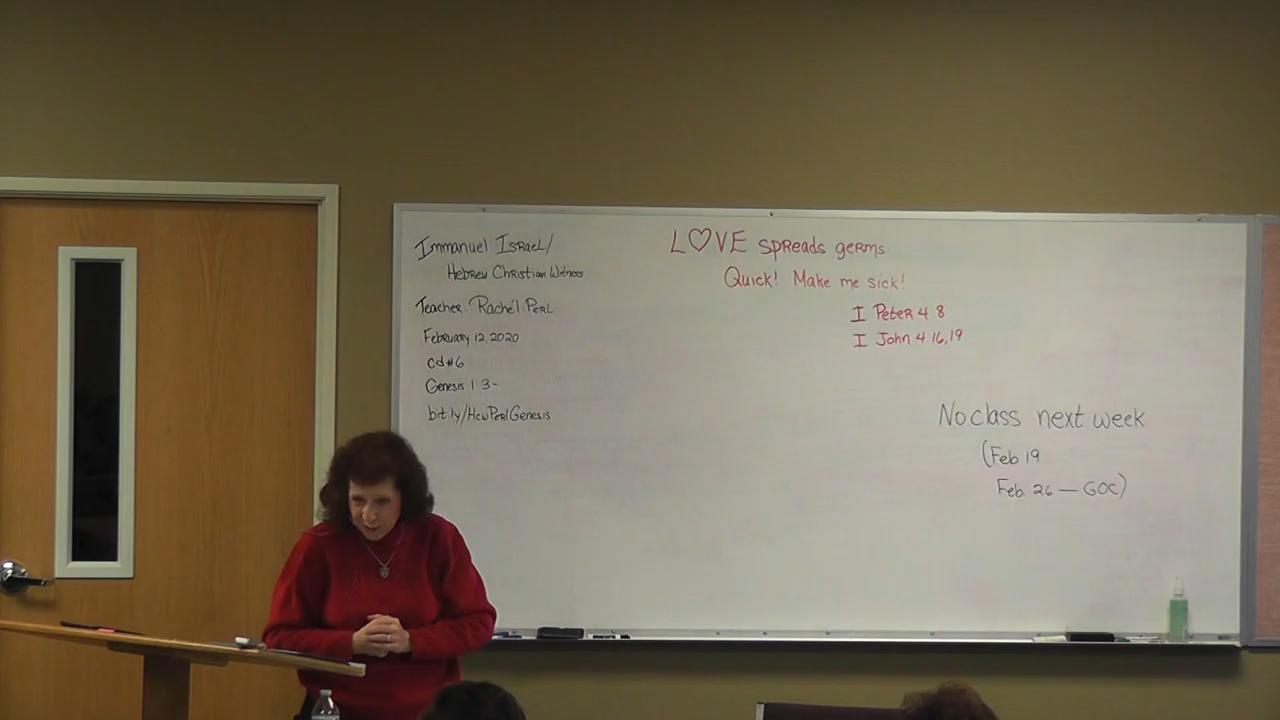 Immanuel Israel/
Hebrew Christian Witness
Teacher: Rachél Perl
February 12, 2020
cd#6
Genesis 1:3-
bit.ly/HcwPerlGenesis
L♡VE spreads germs
Quick! Make me sick!
I Peter 4:8
I John 4:16,19
No class next week
(Feb 19
Feb. 26 — GOC)